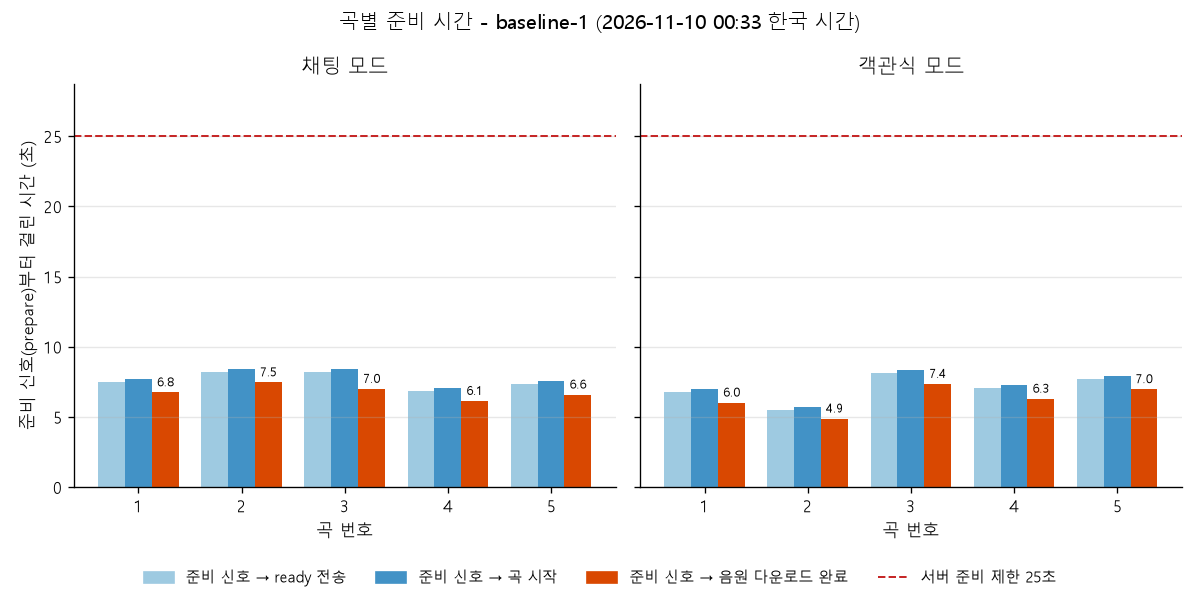 곡별 준비 시간 - baseline-1 (2026-11-10 00:33 한국 시간)
채팅 모드
객관식 모드
준비 신호(prepare)부터 걸린 시간 (초)
25
20
15
10
5
0
6.8
7.5
7.0
6.1
6.6
6.0
4.9
7.4
6.3
7.0
1 2 3 4 5
1 2 3 4 5
곡 번호
곡 번호
준비 신호 → ready 전송
준비 신호 → 곡 시작
준비 신호 → 음원 다운로드 완료
서버 준비 제한 25초